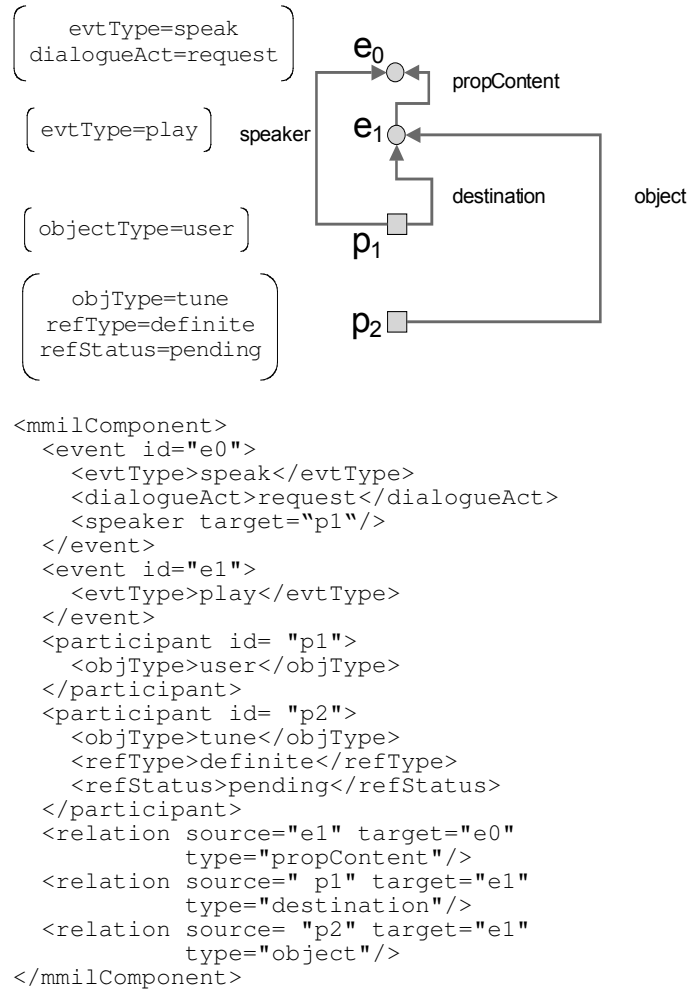 evtType=speak
dialogueAct=request
e0
propContent
evtType=play
speaker
e1
destination
object
objectType=user
p1
objType=tune
refType=definite
refStatus=pending
p2
<mmilComponent>
<event id="e0">
<evtType>speak</evtType>
<dialogueAct>request</dialogueAct>
<speaker target=“p1“/>
</event>
<event id="e1">
<evtType>play</evtType>
</event>
<participant id= "p1">
<objType>user</objType>
</participant>
<participant id= "p2">
<objType>tune</objType>
<refType>definite</refType>
<refStatus>pending</refStatus>
</participant>
<relation source="e1" target="e0"
type="propContent"/>
<relation source=" p1" target="e1"
type="destination"/>
<relation source= "p2" target="e1"
type="object"/>
</mmilComponent>